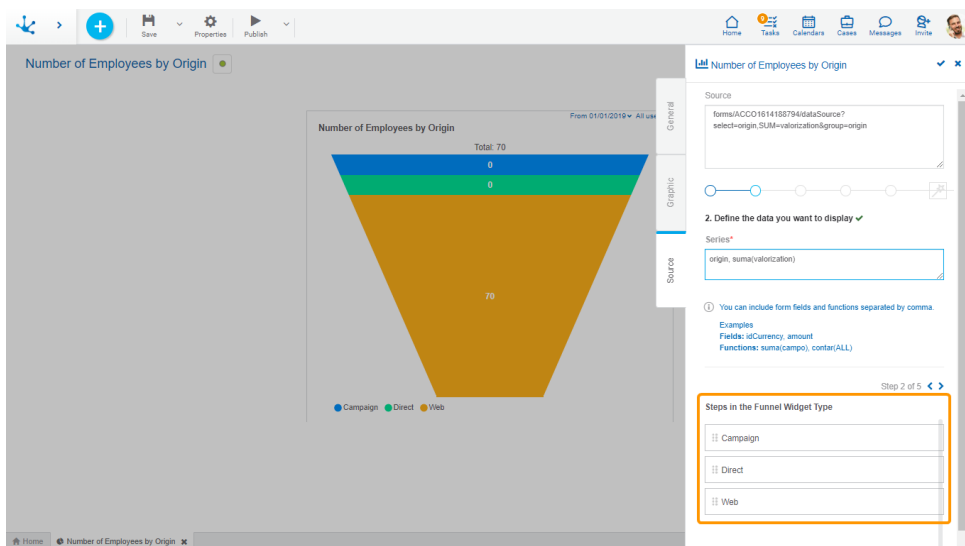 Save
Properties
Publish
Home
9
Tasks
Calendars
Cases
Messages
Invite
Number of Employees by Origin
Number of Employees by Origin
General
Graphic
Source
From 01/01/2019 All use
Number of Employees by Origin
Total: 70
0
0
70
Campaign Direct Web
Source
forms/ACCO1614188794/dataSource?
select=origin,SUM=valorization&group=origin
2. Define the data you want to display
Series*
origin, suma(valorization)
You can include form fields and functions separated by comma.
Examples
Fields: idCurrency, amount
Functions: suma(campo), contar(ALL)
Step 2 of 5
Steps in the Funnel Widget Type
Campaign
Direct
Web
Home
Number of Employees by Origin